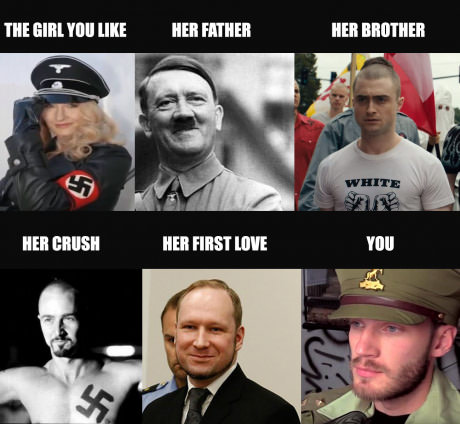 THE GIRL YOU LIKE
HER FATHER
HER BROTHER
WHITE
HER CRUSH
HER FIRST LOVE
YOU